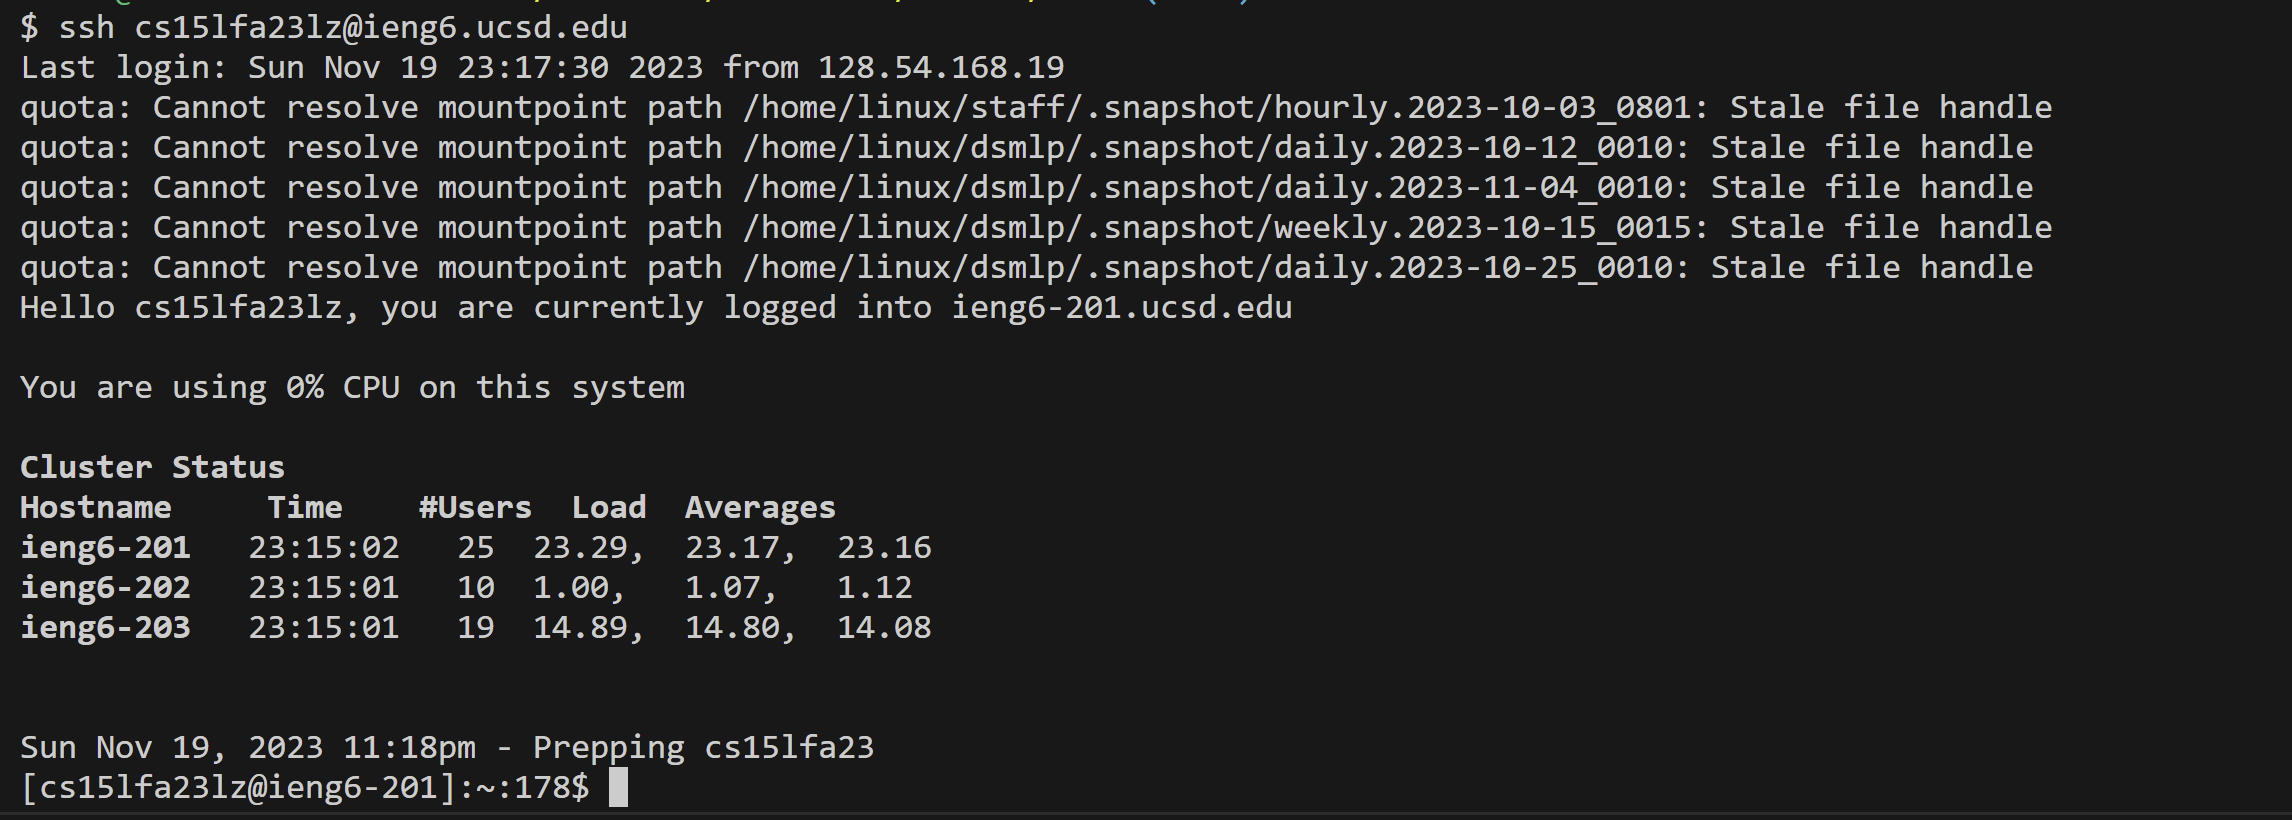 $ ssh cs15lfa23lz@ieng6.ucsd.edu
Last login: Sun Nov 19 23:17:30 2023 from 128.54.168.19
quota: Cannot resolve mountpoint path /home/linux/staff/.snapshot/hourly.2023-10-03_0801: Stale file handle
quota: Cannot resolve mountpoint path /home/linux/dsmlp/.snapshot/daily.2023-10-12_0010: Stale file handle
quota: Cannot resolve mountpoint path /home/linux/dsmlp/.snapshot/daily.2023-11-04_0010: Stale file handle
quota: Cannot resolve mountpoint path /home/linux/dsmlp/.snapshot/weekly.2023-10-15_0015: Stale file handle
quota: Cannot resolve mountpoint path /home/linux/dsmlp/.snapshot/daily.2023-10-25_0010: Stale file handle
Hello cs15lfa23lz, you are currently logged into ieng6-201.ucsd.edu
You are using 0% CPU on this system
Cluster Status
Hostname     Time    #Users  Load  Averages
ieng6-201   23:15:02   25  23.29,  23.17,  23.16
ieng6-202   23:15:01   10  1.00,   1.07,   1.12
ieng6-203   23:15:01   19  14.89,  14.80,  14.08
Sun Nov 19, 2023 11:18pm - Prepping cs15lfa23
[cs15lfa23lz@ieng6-201]:~:178$